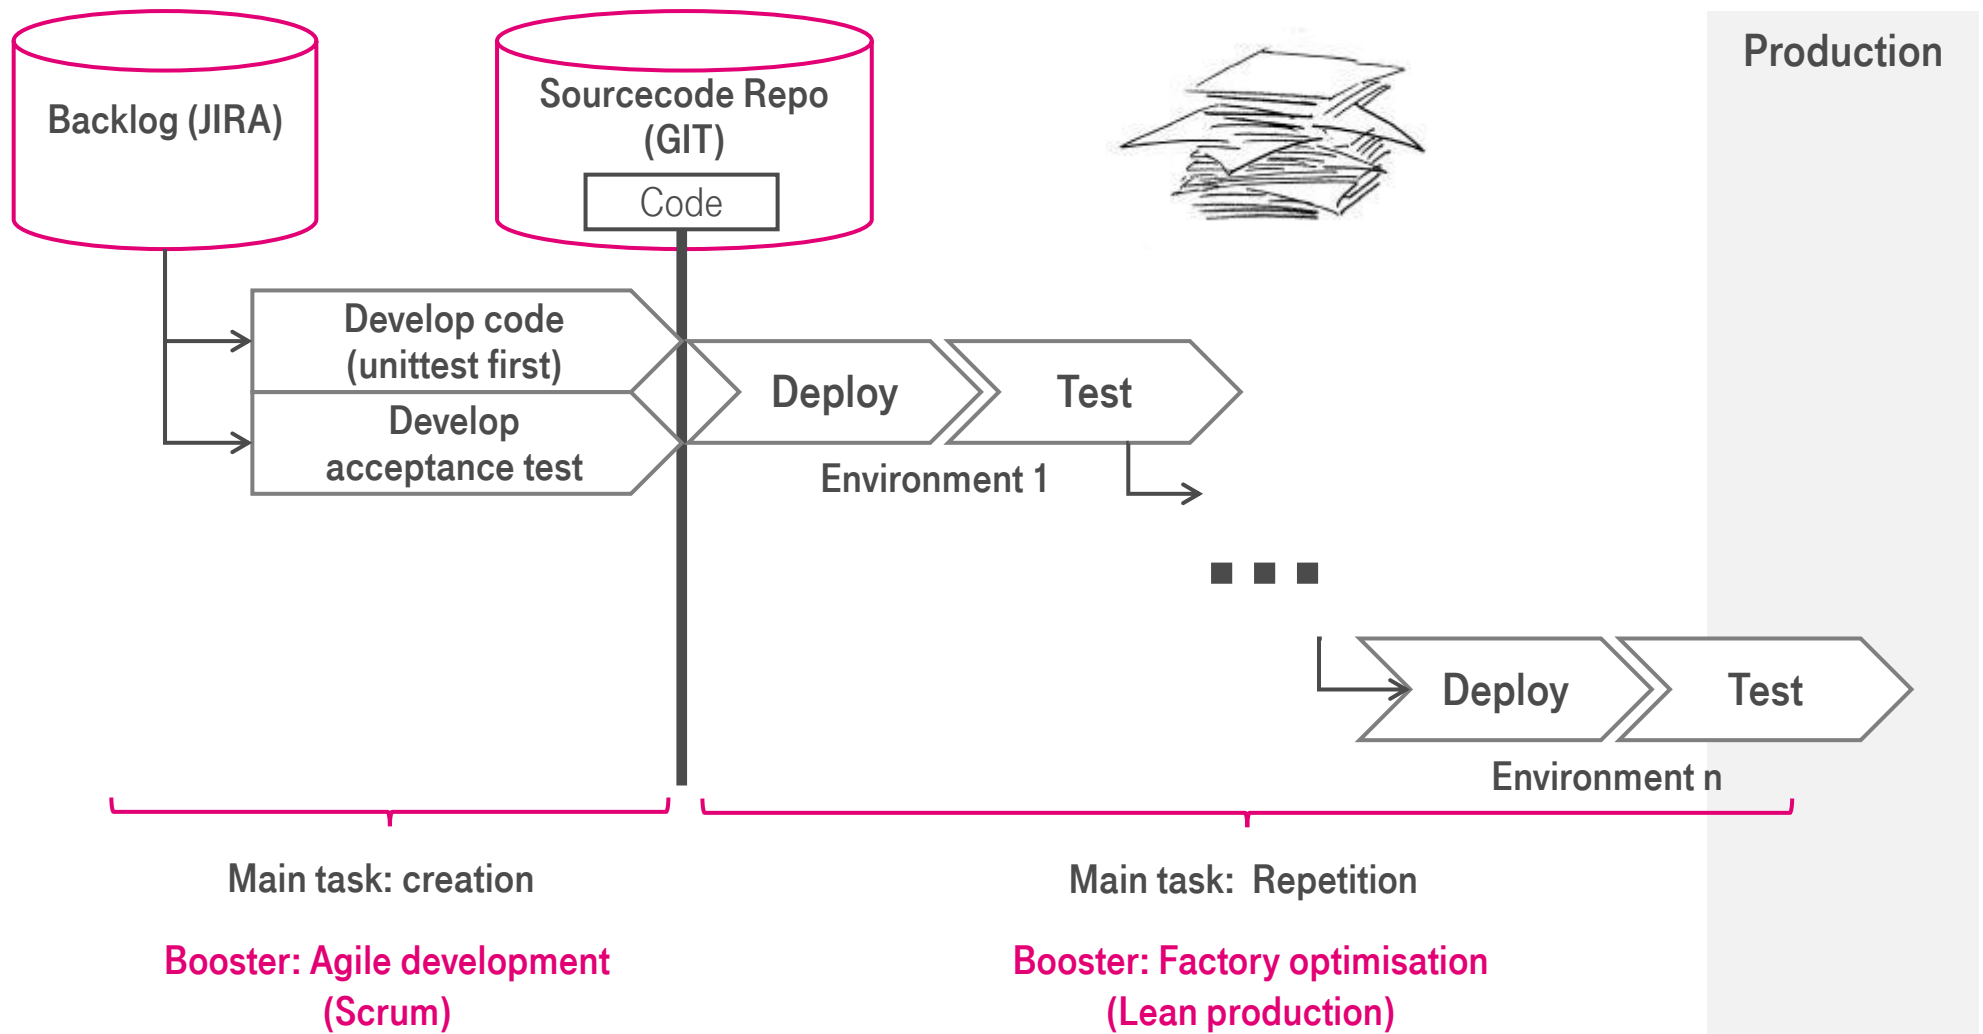 Backlog (JIRA)
Sourcecode Repo
(GIT)
Code
Production
Develop code
(unittest first)
Develop
acceptance test
Deploy
Test
Environment 1
Deploy
Test
Environment n
Main task: creation
Booster: Agile development
(Scrum)
Main task: Repetition
Booster: Factory optimisation
(Lean production)